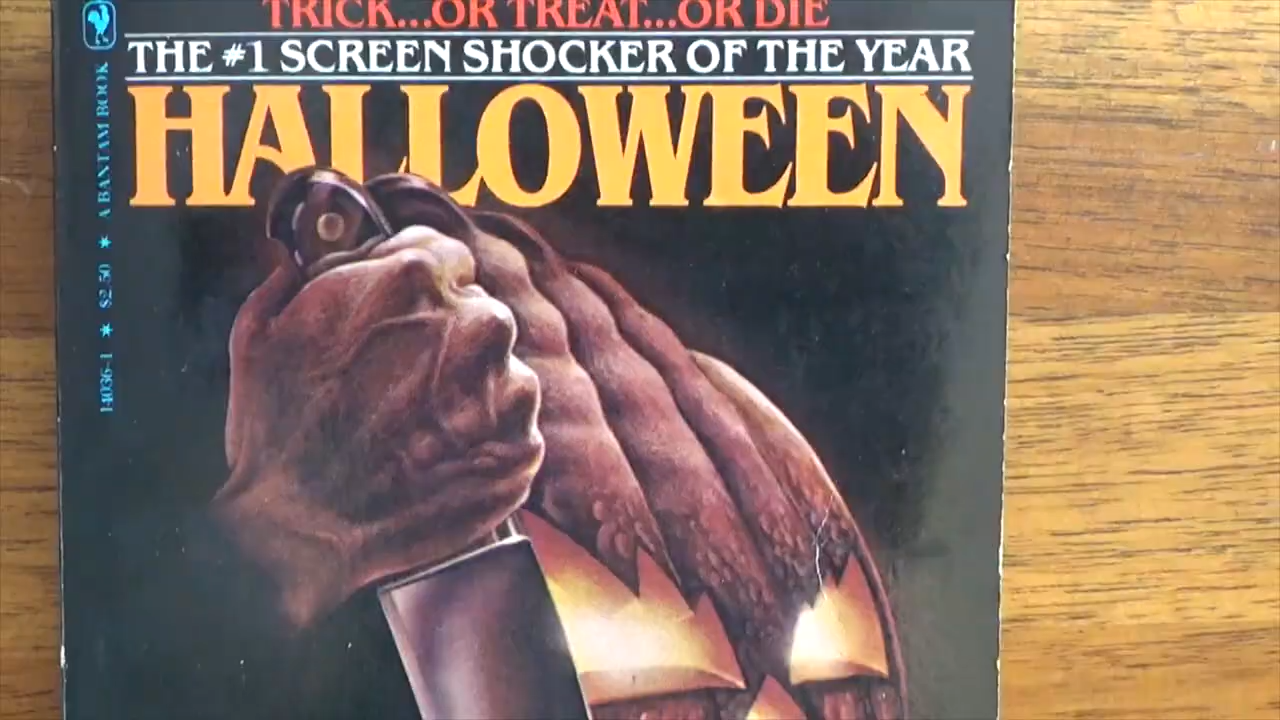 TRICK...OR TREAT...OR DIE
THE #1 SCREEN SHOCKER OF THE YEAR
HALLOWEEN
14036-1 * $2.50 * A BANTAM BOOK